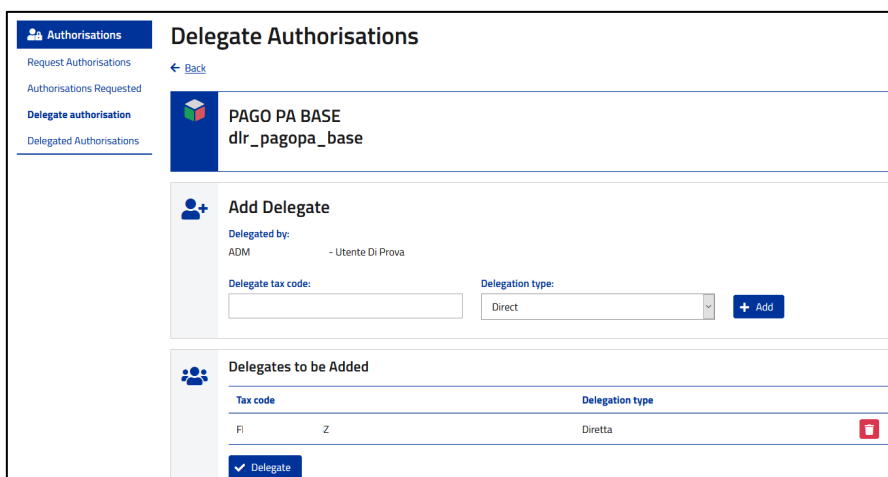 Authorisations
Request Authorisations
Authorisations Requested
Delegate authorisation
Delegated Authorisations
Delegate Authorisations
Back
PAGO PA BASE
dlr_pagopa_base
Add Delegate
Delegated by:
ADM - Utente Di Prova
Delegate tax code: Delegation type:
Direct + Add
Delegates to be Added
Tax code Delegation type
FI Z Diretta
Delegate